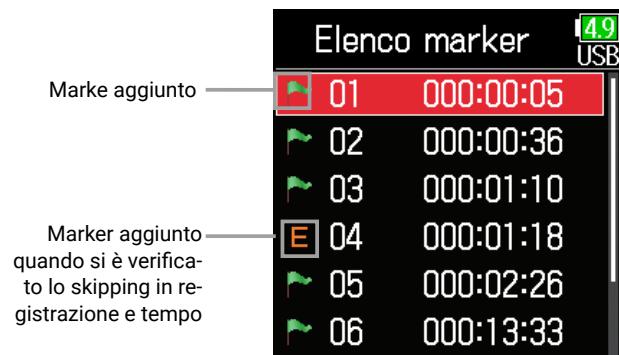 Elenco marker
4.9
USB
Marke aggiunto
01 000:00:05
02 000:00:36
03 000:01:10
Marker aggiunto
quando si è verifica-
to lo skipping in re-
gistrazione e tempo
E 04 000:01:18
05 000:02:26
06 000:13:33